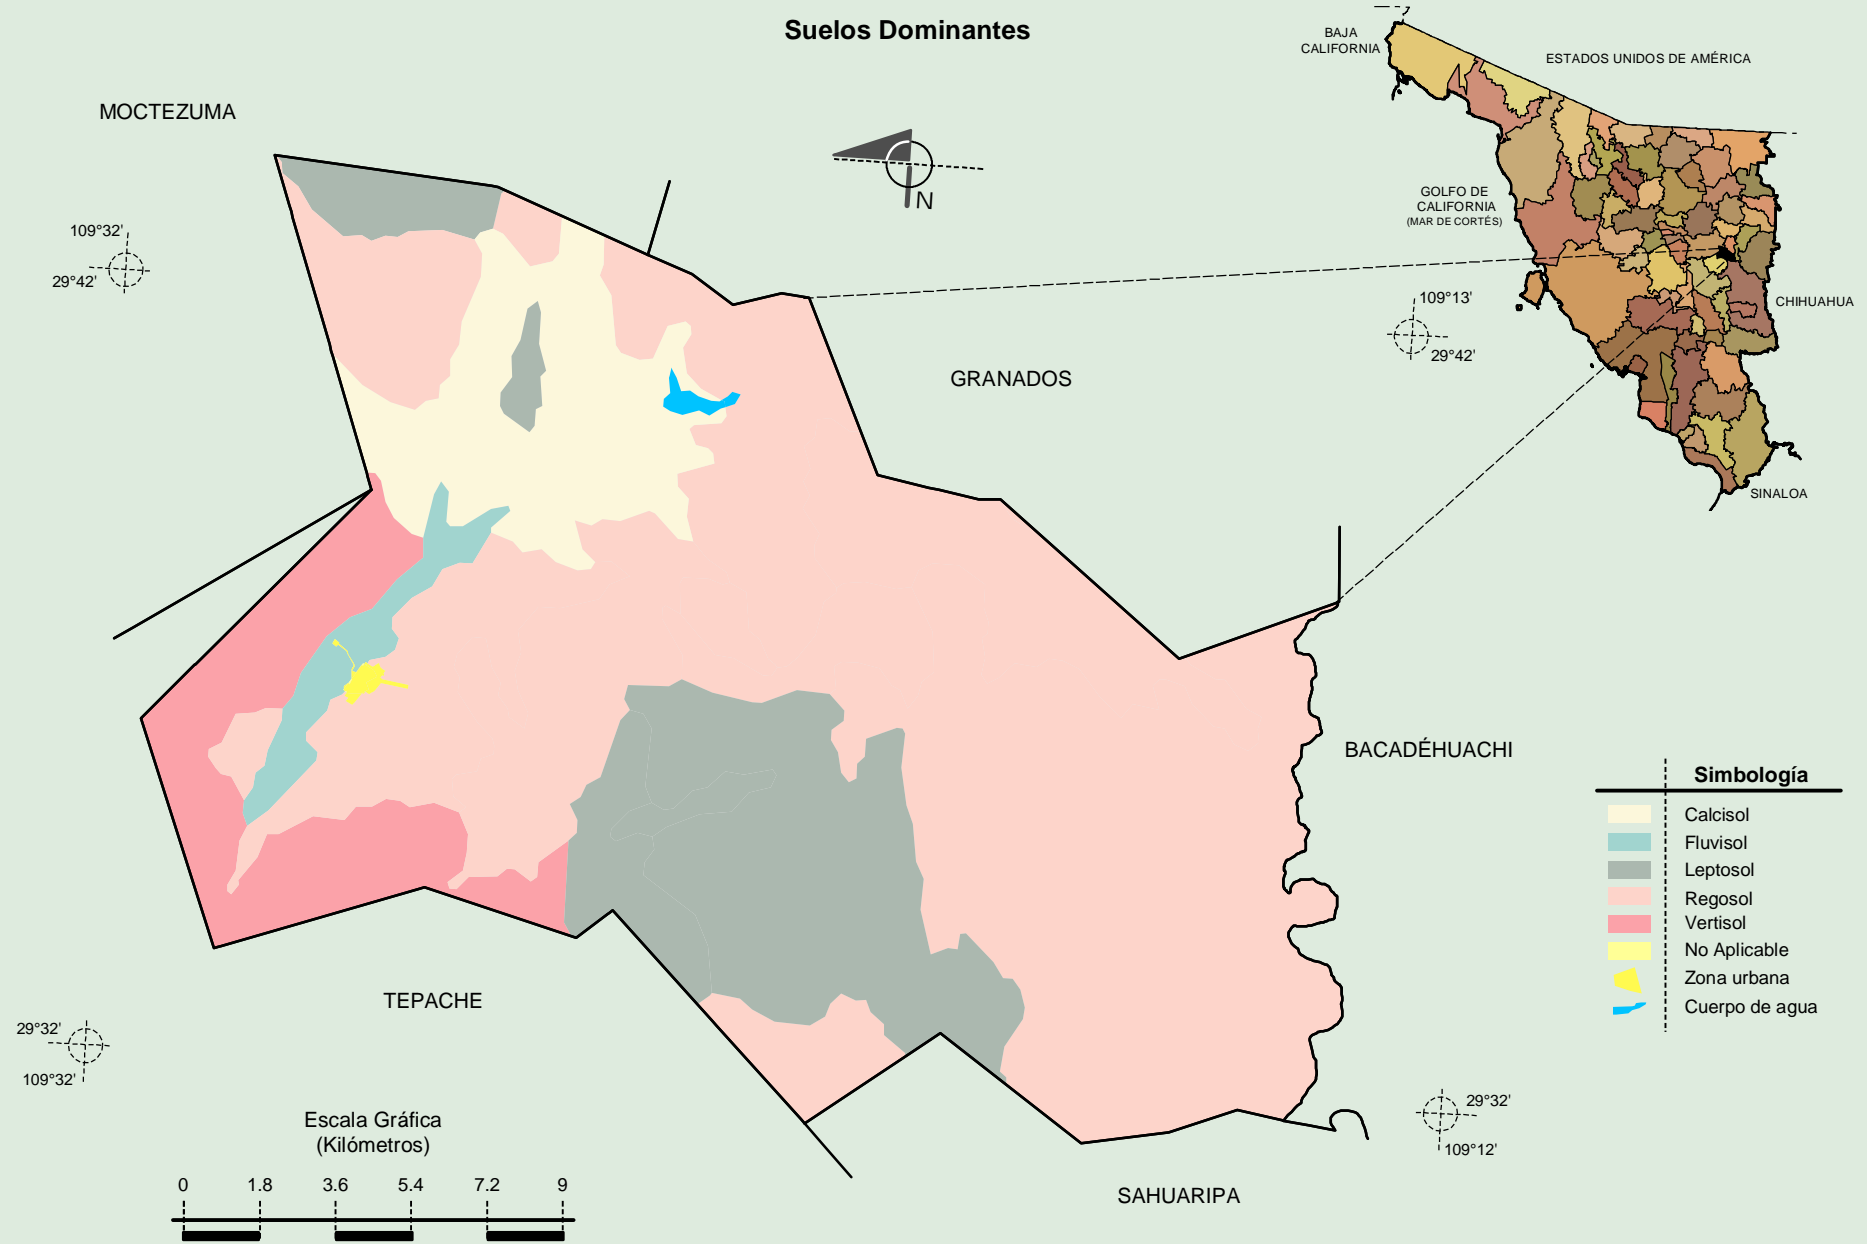 Suelos Dominantes
BAJA
CALIFORNIA
ESTADOS UNIDOS DE AMÉRICA
MOCTEZUMA
N
GOLFO DE
CALIFORNIA
(MAR DE CORTÉS)
109°32'
29°42'
CHIHUAHUA
109°13'
29°42'
GRANADOS
SINALOA
BACADÉHUACHI
Simbología
Calcisol
Fluvisol
Leptosol
Regosol
Vertisol
No Aplicable
Zona urbana
Cuerpo de agua
TEPACHE
29°32'
109°32'
29°32'
109°12'
Escala Gráfica
(Kilómetros)
0 1.8 3.6 5.4 7.2 9
SAHUARIPA